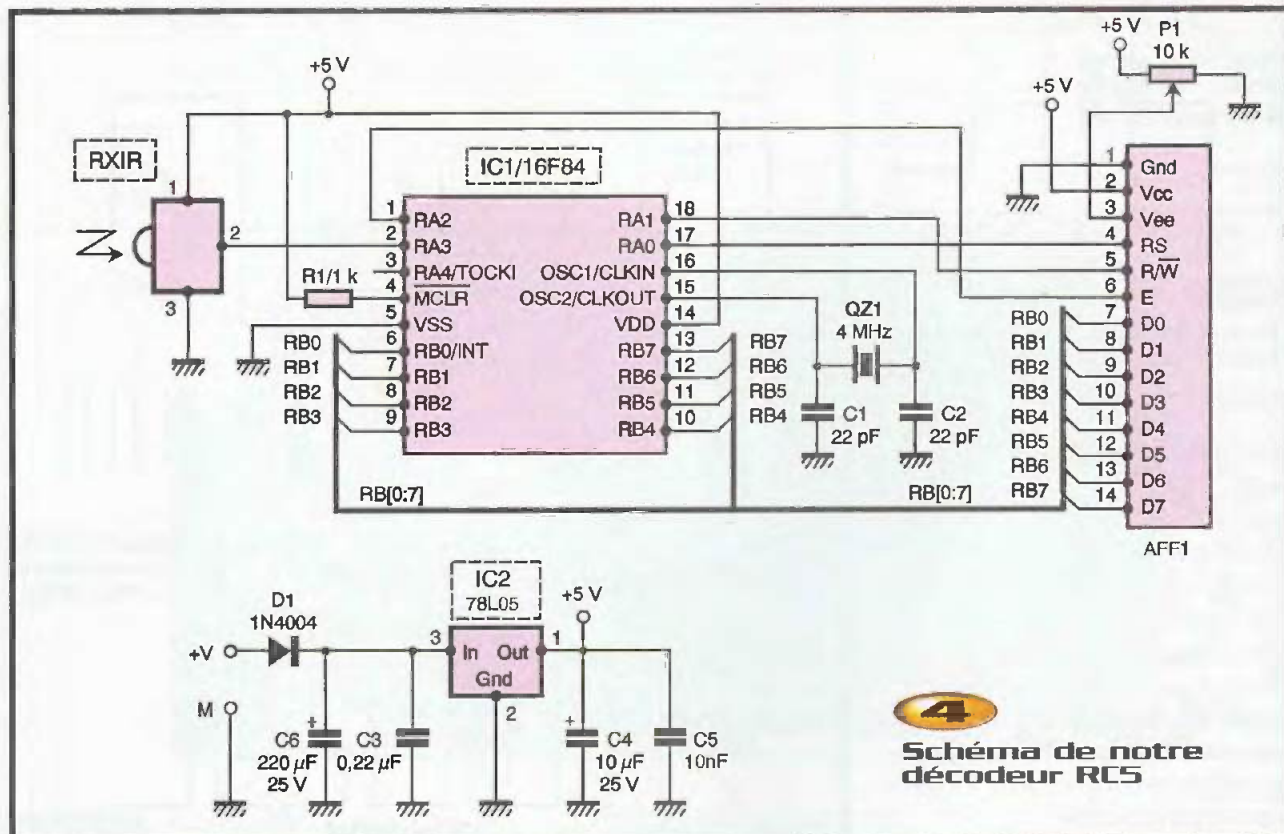 +5 V
P1
10 k
+5 V
+5 V
RXIR
1
2
3
IC1/16F84
R1/1 k
1 RA2
2 RA3
3 RA4/TOCKI
4 MCLR
5 VSS
6 RB0/INT
7 RB1
8 RB2
9 RB3
RA1 18
RA0 17
OSC1/CLKIN 16
OSC2/CLKOUT 15
VDD 14
RB7 13
RB6 12
RB5 11
RB4 10
RB0
RB1
RB2
RB3
RB7
RB6
RB5
RB4
QZ1
4 MHz
C1
22 pF
C2
22 pF
1 Gnd
2 Vcc
3 Vee
4 RS
5 R/W
6 E
RB0 7 D0
RB1 8 D1
RB2 9 D2
RB3 10 D3
RB4 11 D4
RB5 12 D5
RB6 13 D6
RB7 14 D7
RB[0:7]
RB[0:7]
AFF1
D1
1N4004
+V
M
IC2
78L05
3 In Out 1
Gnd
2
+5 V
C6
220 µF
25 V
C3
0,22 µF
C4
10 µF
25 V
C5
10nF
+
+
4
Schéma de notre
décodeur RC5